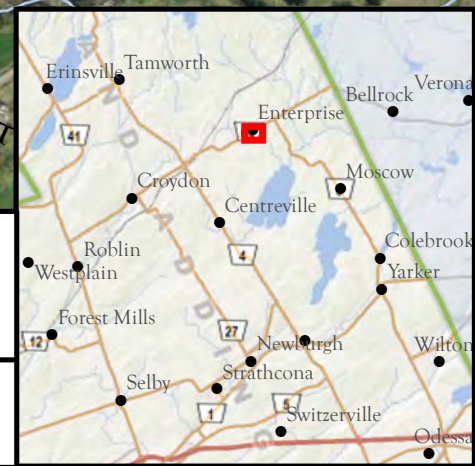 Erinsville
Tamworth
Verona
Bellrock
Enterprise
41
Croydon
Moscow
Centreville
Roblin
Westplain
4
Colebrook
Yarker
Forest Mills
12
27
Newburgh
Wilton
Strathcona
Selby
1
5
Switzerville
Odessa
A
N
D
A
D
D
I
N
G
T